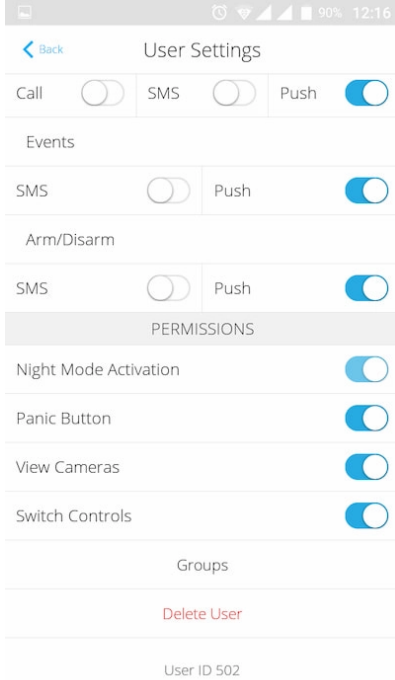 90% 12:16
Back User Settings
Call SMS Push
Events
SMS Push
Arm/Disarm
SMS Push
PERMISSIONS
Night Mode Activation
Panic Button
View Cameras
Switch Controls
Groups
Delete User
User ID 502